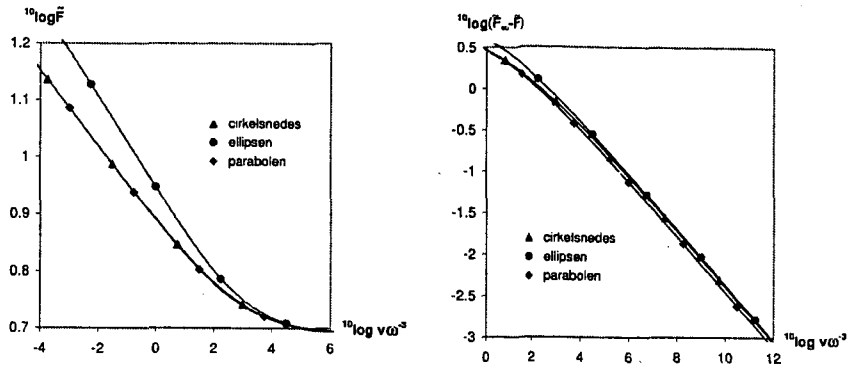 ¹⁰logF̃
1.2
1.1
1
0.9
0.8
0.7
-4
-2
0
2
4
6
¹⁰log vω⁻³
cirkelsnedes
ellipsen
parabolen
¹⁰log(F̃∞-F̃)
0.5
0
-0.5
-1
-1.5
-2
-2.5
-3
0
2
4
6
8
10
12
¹⁰log vω⁻³
cirkelsnedes
ellipsen
parabolen